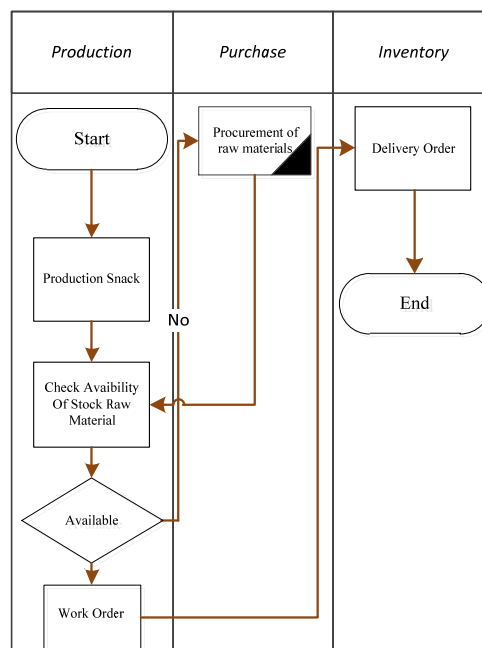 Production
Purchase
Inventory
Start
Procurement of
raw materials
Delivery Order
Production Snack
End
No
Check Avaibility
Of Stock Raw
Material
Available
Work Order